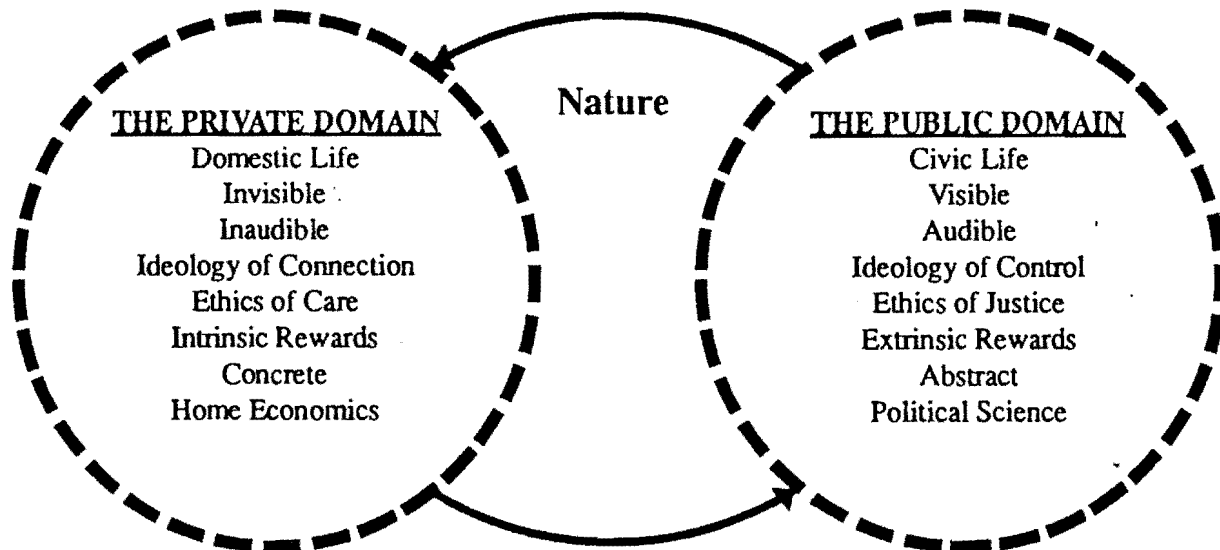 Nature
THE PRIVATE DOMAIN
Domestic Life
Invisible
Inaudible
Ideology of Connection
Ethics of Care
Intrinsic Rewards
Concrete
Home Economics
THE PUBLIC DOMAIN
Civic Life
Visible
Audible
Ideology of Control
Ethics of Justice
Extrinsic Rewards
Abstract
Political Science